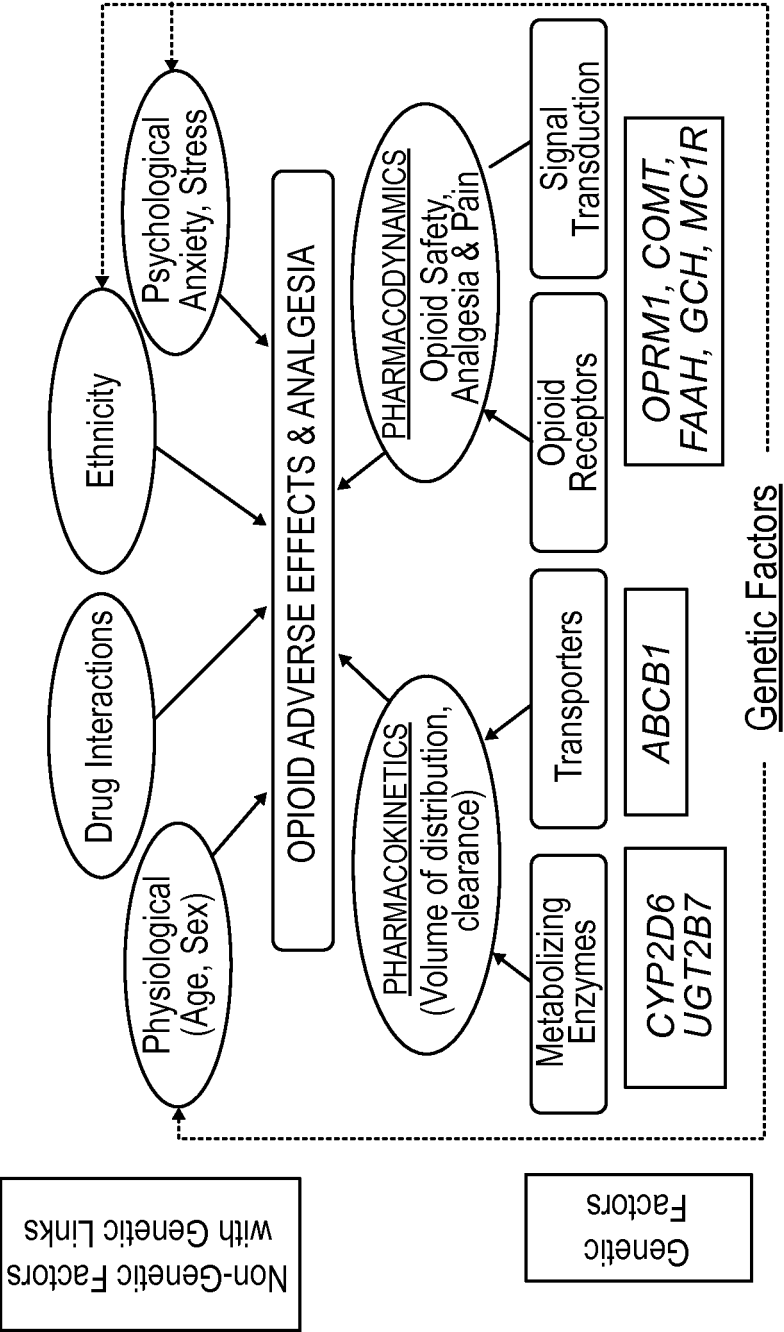 Non-Genetic Factors
with Genetic Links
Physiological
(Age, Sex)
Drug Interactions
Ethnicity
Psychological
Anxiety, Stress
OPIOID ADVERSE EFFECTS & ANALGESIA
PHARMACOKINETICS
(Volume of distribution,
clearance)
PHARMACODYNAMICS
Opioid Safety,
Analgesia & Pain
Genetic
Factors
Metabolizing
Enzymes
Transporters
Opioid
Receptors
Signal
Transduction
CYP2D6
UGT2B7
ABCB1
OPRM1, COMT,
FAAH, GCH, MC1R
Genetic Factors